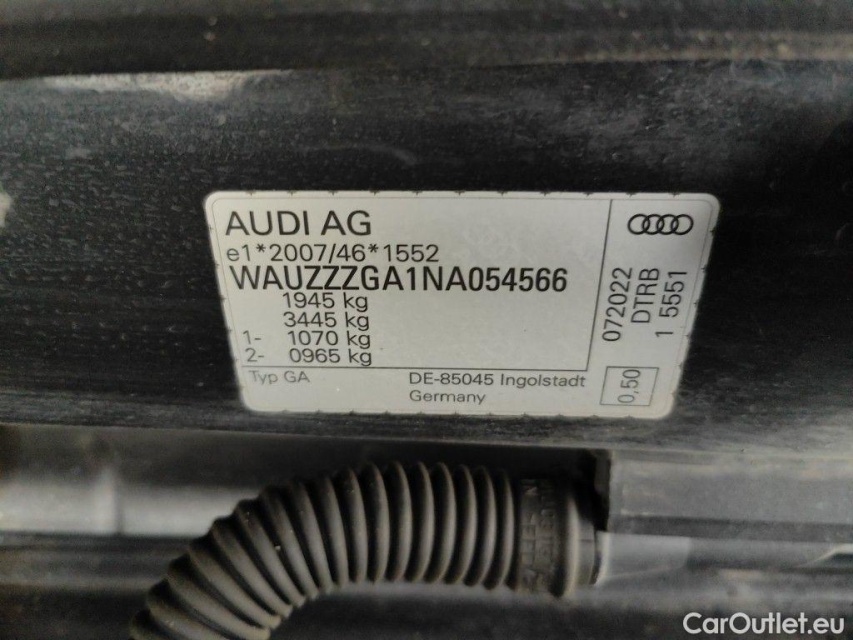 AUDI AG
e1*2007/46*1552
WAUZZZGA1NA054566
1945 kg
3445 kg
1- 1070 kg
2- 0965 kg
Typ GA
DE-85045 Ingolstadt
Germany
072022
DTRB
1 5551
0,50
CarOutlet.eu